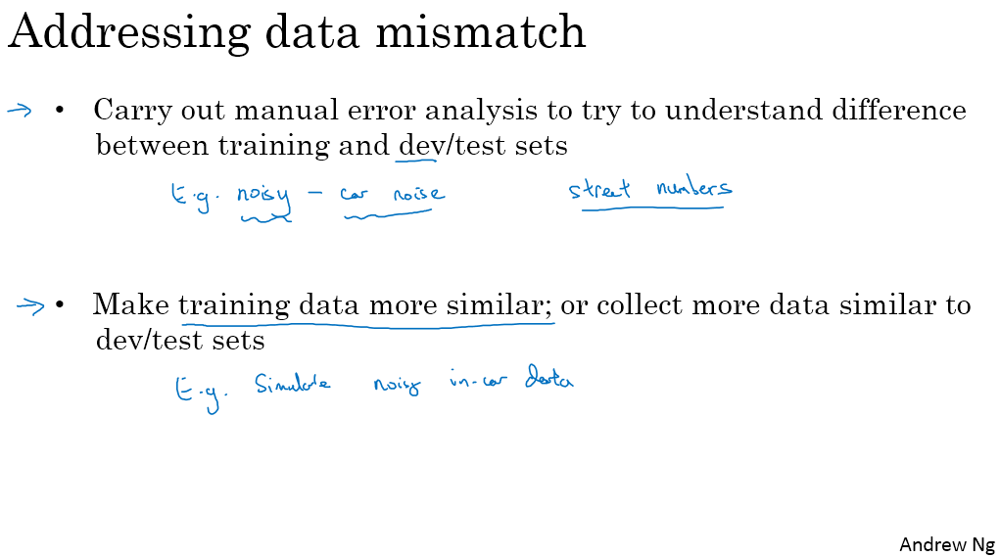 Addressing data mismatch
→ • Carry out manual error analysis to try to understand difference
between training and dev/test sets
E.g. noisy - car noise street numbers
→ • Make training data more similar; or collect more data similar to
dev/test sets
E.g. Simulate noisy in-car data
Andrew Ng